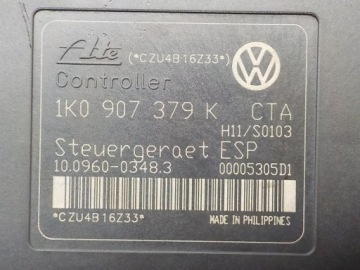 Ate (*CZU4B16Z33*)
Controller
1K0 907 379 K CTA
H11/S0103
Steuergeraet ESP
10.0960-0348.3 00005305D1
*CZU4B16Z33* MADE IN PHILIPPINES